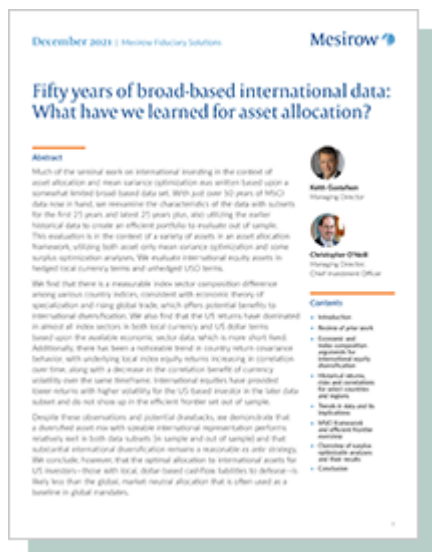 December 2021 | Mesirow Fiduciary Solutions
Mesirow
Fifty years of broad-based international data:
What have we learned for asset allocation?
Abstract
Much of the seminal work on international investing in the context of
asset allocation and mean variance optimization was written based upon a
somewhat limited broad based data set. With just over 50 years of MSCI
data now in hand, we reexamine the characteristics of the data with subsets
for the first 25 years and latest 25 years plus, also utilizing the earlier
historical data to create an efficient portfolio to evaluate out of sample.
This evaluation is in the context of a variety of assets in an asset allocation
framework, utilizing both asset only mean variance optimization and some
surplus optimization analyses. We evaluate international equity assets in
hedged local currency terms and unhedged USD terms.
We find that there is a measurable index sector composition difference
among various country indices, consistent with economic theory of
specialization and rising global trade, which offers potential benefits to
international diversification. We also find that the US returns have dominated
in almost all index sectors in both local currency and US dollar terms
based upon the available economic sector data, which is more short lived.
Additionally, there has been a noticeable trend in country return covariance
behavior, with underlying local index equity returns increasing in correlation
over time, along with a decrease in the correlation benefit of currency
volatility over the same timeframe. International equities have provided
lower returns with higher volatility for the US-based investor in the later data
subset and do not show up in the efficient frontier set out of sample.
Despite these observations and potential drawbacks, we demonstrate that
a diversified asset mix with sizeable international representation performs
relatively well in both data subsets (in sample and out of sample) and that
substantial international diversification remains a reasonable ex ante strategy.
We conclude, however, that the optimal allocation to international assets for
US investors—those with local, dollar-based cashflow liabilities to defease—is
likely less than the global, market neutral allocation that is often used as a
baseline in global mandates.
Keith Gustafson
Managing Director
Christopher O'Neill
Managing Director,
Chief Investment Officer
Contents
Introduction
Review of prior work
Economic and
index composition
arguments for
international equity
diversification
Historical returns,
risks and correlations
for select countries
and regions
Trends in data and its
implications
MVO framework
and efficient frontier
overview
Overview of surplus
optimization analyses
and their results
Conclusion